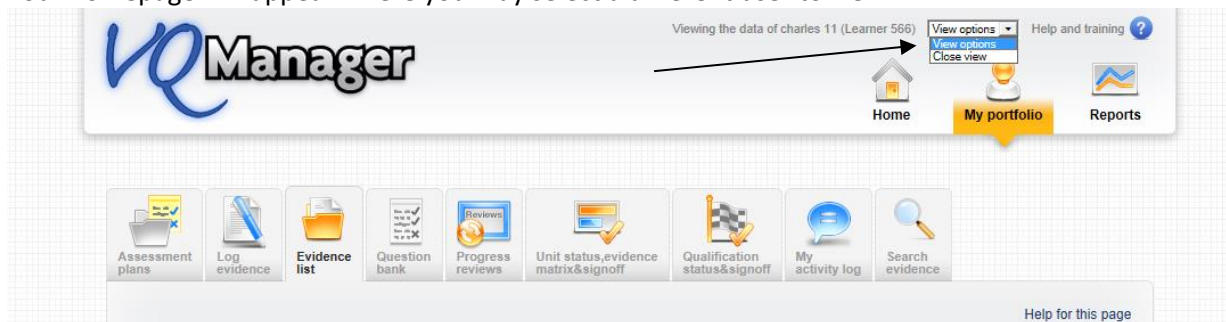 Viewing the data of charles 11 (Learner 566) View options Help and training ?
View options
Close view
VQManager
Home My portfolio Reports
Reviews
Assessment plans
Log evidence
Evidence list
Question bank
Progress reviews
Unit status,evidence matrix&signoff
Qualification status&signoff
My activity log
Search evidence
Help for this page